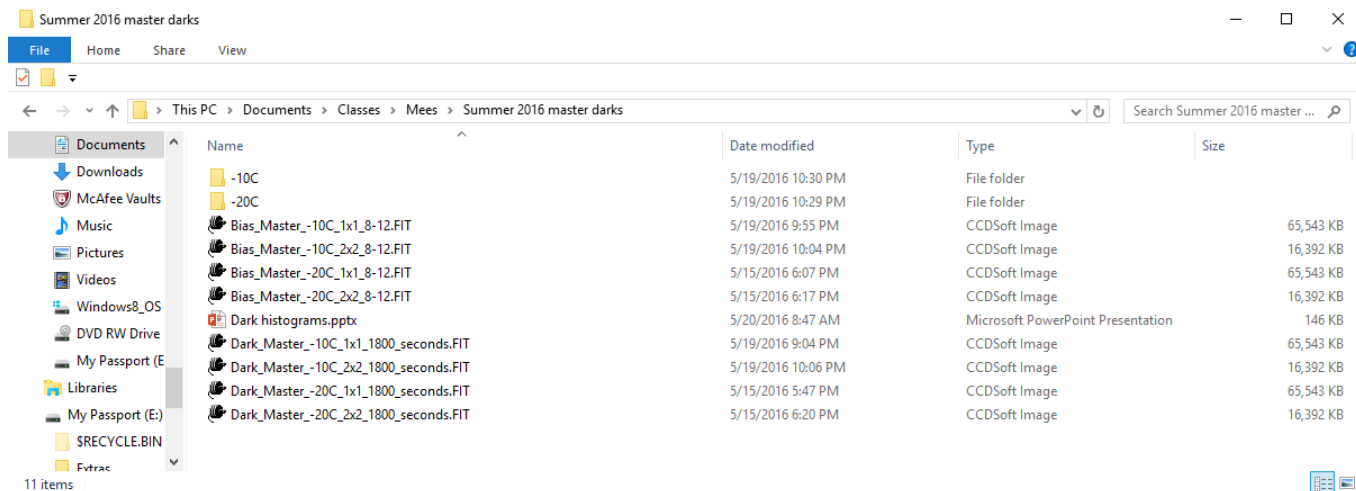 Summer 2016 master darks
File Home Share View
This PC > Documents > Classes > Mees > Summer 2016 master darks
Search Summer 2016 master ...
Name Date modified Type Size
Documents
Downloads
McAfee Vaults
Music
Pictures
Videos
Windows8_OS
DVD RW Drive
My Passport (E
Libraries
My Passport (E:)
$RECYCLE.BIN
Extras
-10C 5/19/2016 10:30 PM File folder
-20C 5/19/2016 10:29 PM File folder
Bias_Master_-10C_1x1_8-12.FIT 5/19/2016 9:55 PM CCDSoft Image 65,543 KB
Bias_Master_-10C_2x2_8-12.FIT 5/19/2016 10:04 PM CCDSoft Image 16,392 KB
Bias_Master_-20C_1x1_8-12.FIT 5/15/2016 6:07 PM CCDSoft Image 65,543 KB
Bias_Master_-20C_2x2_8-12.FIT 5/15/2016 6:17 PM CCDSoft Image 16,392 KB
Dark histograms.pptx 5/20/2016 8:47 AM Microsoft PowerPoint Presentation 146 KB
Dark_Master_-10C_1x1_1800_seconds.FIT 5/19/2016 9:04 PM CCDSoft Image 65,543 KB
Dark_Master_-10C_2x2_1800_seconds.FIT 5/19/2016 10:06 PM CCDSoft Image 16,392 KB
Dark_Master_-20C_1x1_1800_seconds.FIT 5/15/2016 5:47 PM CCDSoft Image 65,543 KB
Dark_Master_-20C_2x2_1800_seconds.FIT 5/15/2016 6:20 PM CCDSoft Image 16,392 KB
11 items